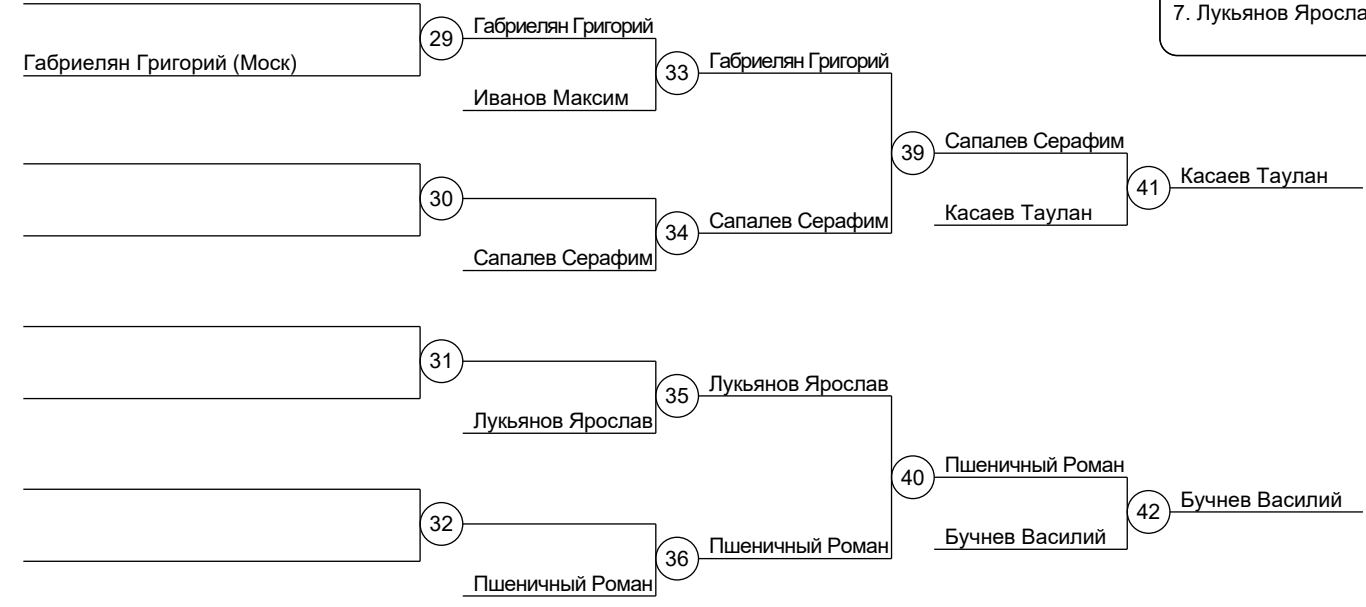 7. Лукьянов Яросла
Габриелян Григорий
29
Габриелян Григорий (Моск)
Габриелян Григорий
33
Иванов Максим
Сапалев Серафим
39
Касаев Таулан
41
30
Касаев Таулан
Сапалев Серафим
34
Сапалев Серафим
31
Лукьянов Ярослав
35
Лукьянов Ярослав
Пшеничный Роман
40
Бучнев Василий
42
32
Бучнев Василий
Пшеничный Роман
36
Пшеничный Роман